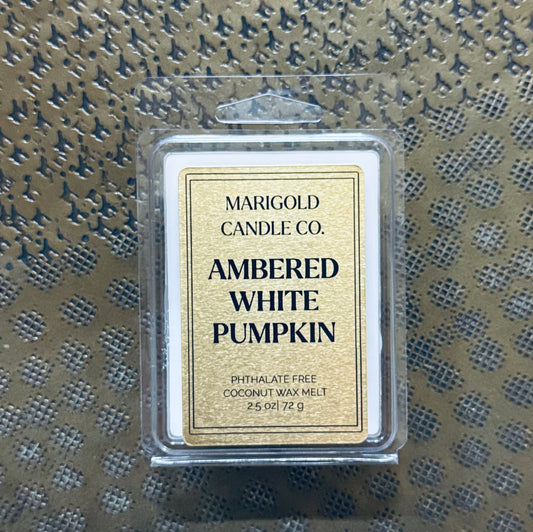 MARIGOLD
CANDLE CO.
AMBERED
WHITE
PUMPKIN
PHTHALATE FREE
COCONUT WAX MELT
2.5 oz| 72 g